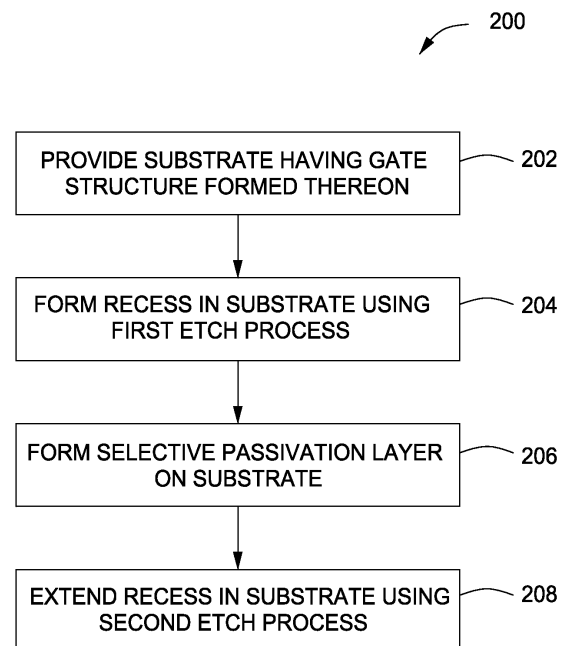 200
PROVIDE SUBSTRATE HAVING GATE
STRUCTURE FORMED THEREON
202
FORM RECESS IN SUBSTRATE USING
FIRST ETCH PROCESS
204
FORM SELECTIVE PASSIVATION LAYER
ON SUBSTRATE
206
EXTEND RECESS IN SUBSTRATE USING
SECOND ETCH PROCESS
208